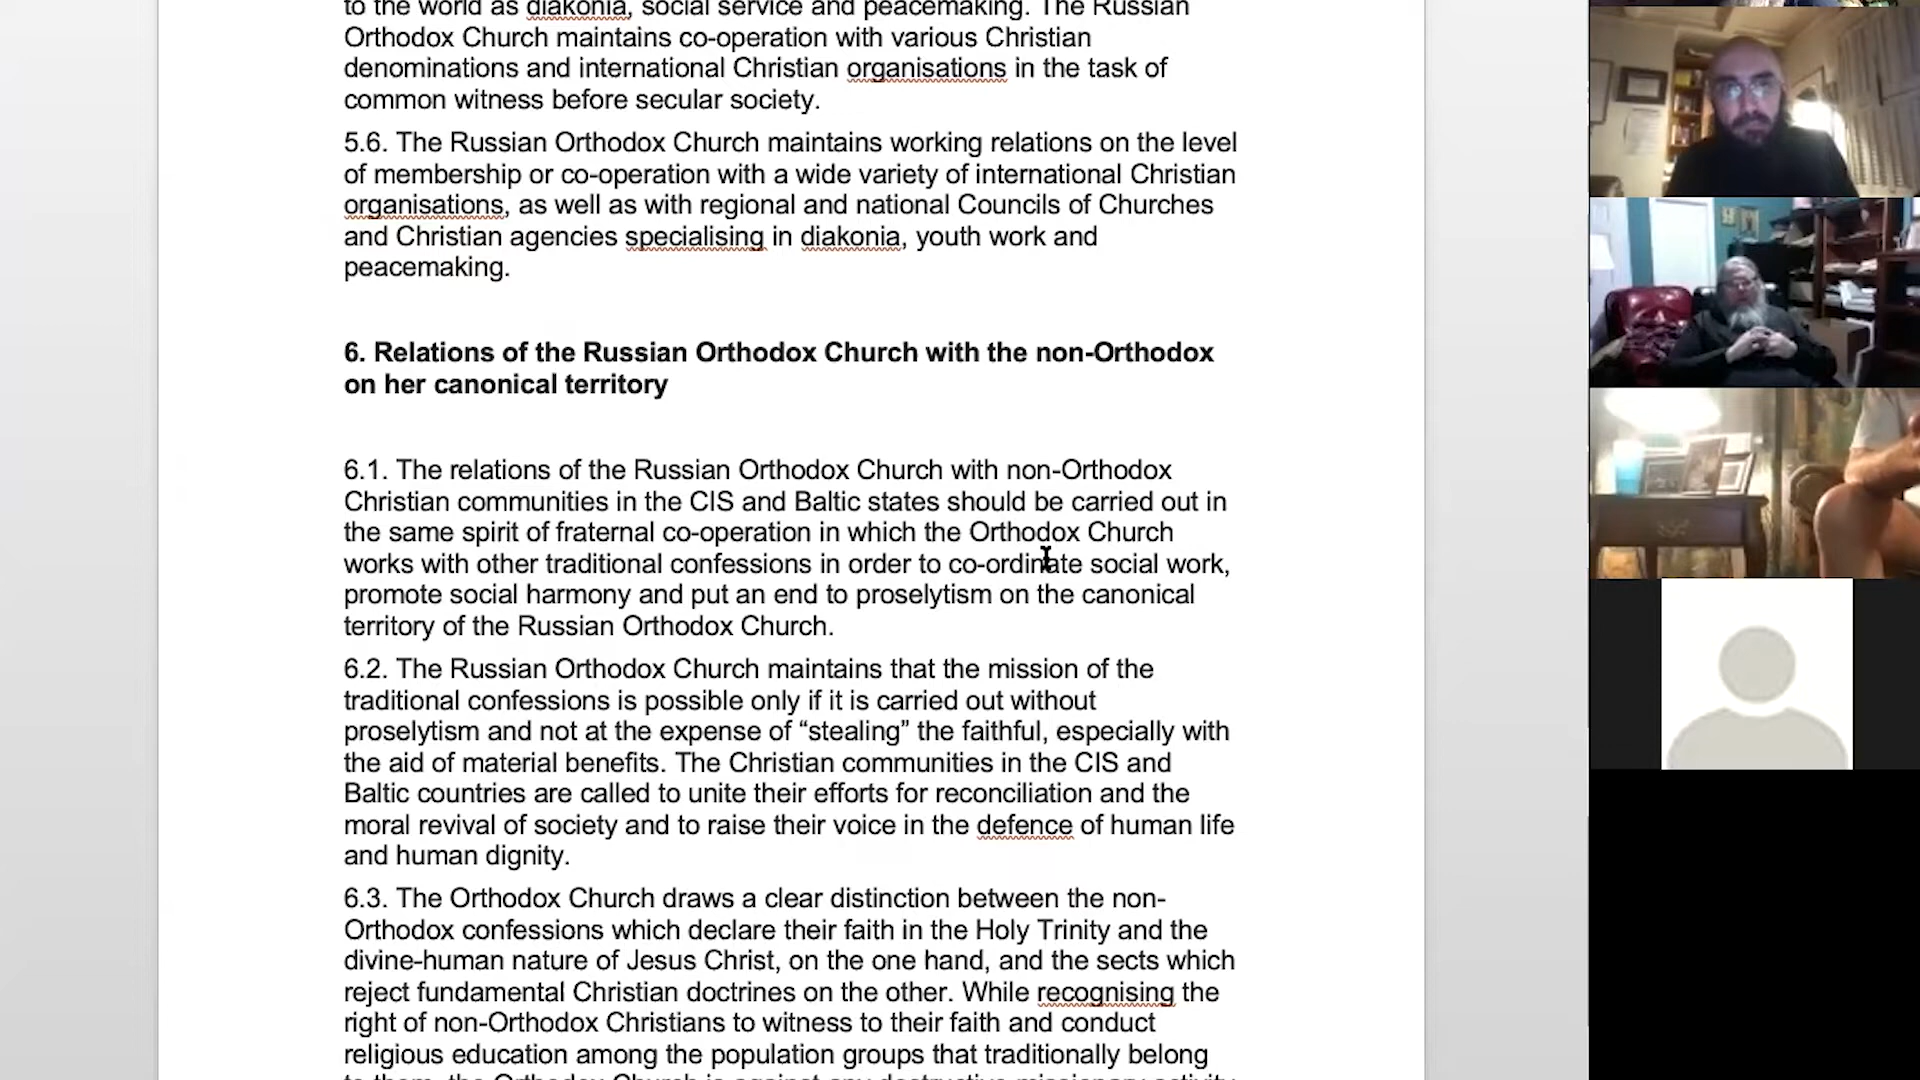 to the world as diakonia, social service and peacemaking. The Russian
Orthodox Church maintains co-operation with various Christian
denominations and international Christian organisations in the task of
common witness before secular society.
5.6. The Russian Orthodox Church maintains working relations on the level
of membership or co-operation with a wide variety of international Christian
organisations, as well as with regional and national Councils of Churches
and Christian agencies specialising in diakonia, youth work and
peacemaking.
6. Relations of the Russian Orthodox Church with the non-Orthodox
on her canonical territory
6.1. The relations of the Russian Orthodox Church with non-Orthodox
Christian communities in the CIS and Baltic states should be carried out in
the same spirit of fraternal co-operation in which the Orthodox Church
works with other traditional confessions in order to co-ordinate social work,
promote social harmony and put an end to proselytism on the canonical
territory of the Russian Orthodox Church.
6.2. The Russian Orthodox Church maintains that the mission of the
traditional confessions is possible only if it is carried out without
proselytism and not at the expense of “stealing” the faithful, especially with
the aid of material benefits. The Christian communities in the CIS and
Baltic countries are called to unite their efforts for reconciliation and the
moral revival of society and to raise their voice in the defence of human life
and human dignity.
6.3. The Orthodox Church draws a clear distinction between the non-
Orthodox confessions which declare their faith in the Holy Trinity and the
divine-human nature of Jesus Christ, on the one hand, and the sects which
reject fundamental Christian doctrines on the other. While recognising the
right of non-Orthodox Christians to witness to their faith and conduct
religious education among the population groups that traditionally belong
to them, the Orthodox Church is against any destructive missionary activity